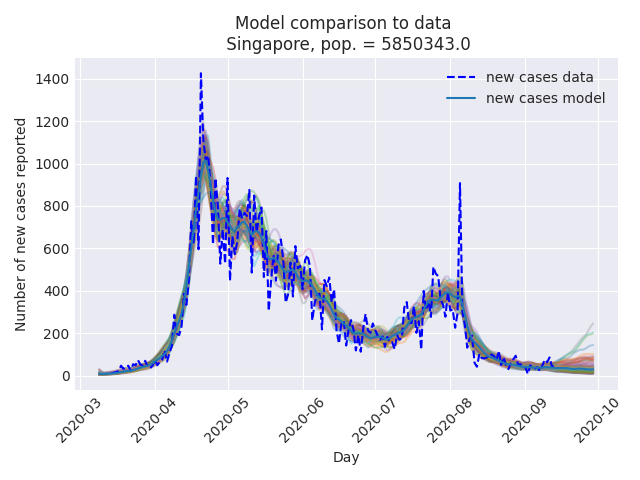 Model comparison to data
Singapore, pop. = 5850343.0
new cases data
new cases model
Number of new cases reported
1400
1200
1000
800
600
400
200
0
2020-03
2020-04
2020-05
2020-06
2020-07
2020-08
2020-09
2020-10
Day